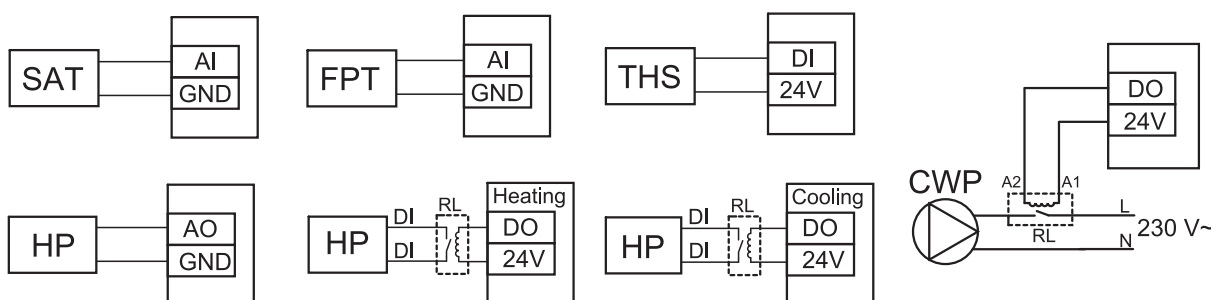 SAT
AI
GND
FPT
AI
GND
THS
DI
24V
DO
24V
HP
AO
GND
HP
DI
DI
RL
Heating
DO
24V
HP
DI
DI
RL
Cooling
DO
24V
CWP
A2
A1
RL
L
N
230 V~